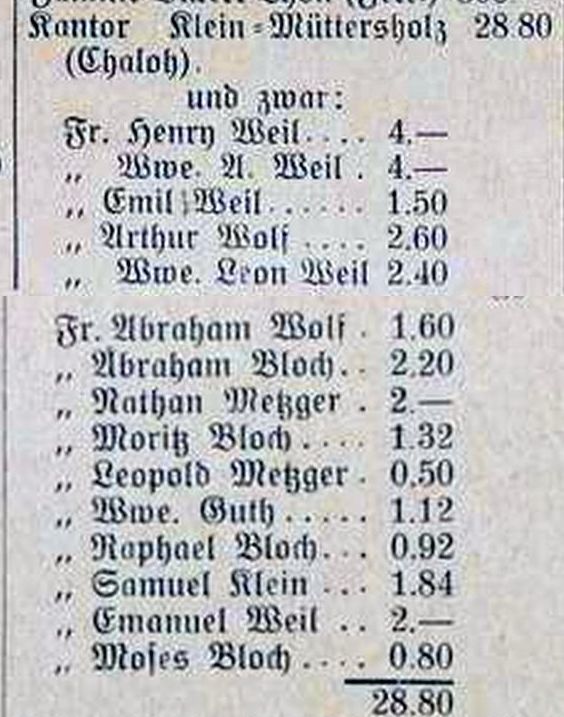 Kantor Klein=Müttersholz 28 80
(Chaloh).
und zwar:
Fr. Henry Weil.... 4.—
„ Wwe. A. Weil . 4.—
„ Emil Weil...... 1.50
„ Arthur Wolf .... 2.60
„ Wwe. Leon Weil 2.40
Fr. Abraham Wolf . 1.60
„ Abraham Bloch.. 2.20
„ Nathan Metzger . 2.—
„ Moritz Bloch .... 1.32
„ Leopold Metzger . 0.50
„ Wwe. Guth ..... 1.12
„ Raphael Bloch... 0.92
„ Samuel Klein ... 1.84
„ Emanuel Weil .. 2.—
„ Moses Bloch .... 0.80
28.80